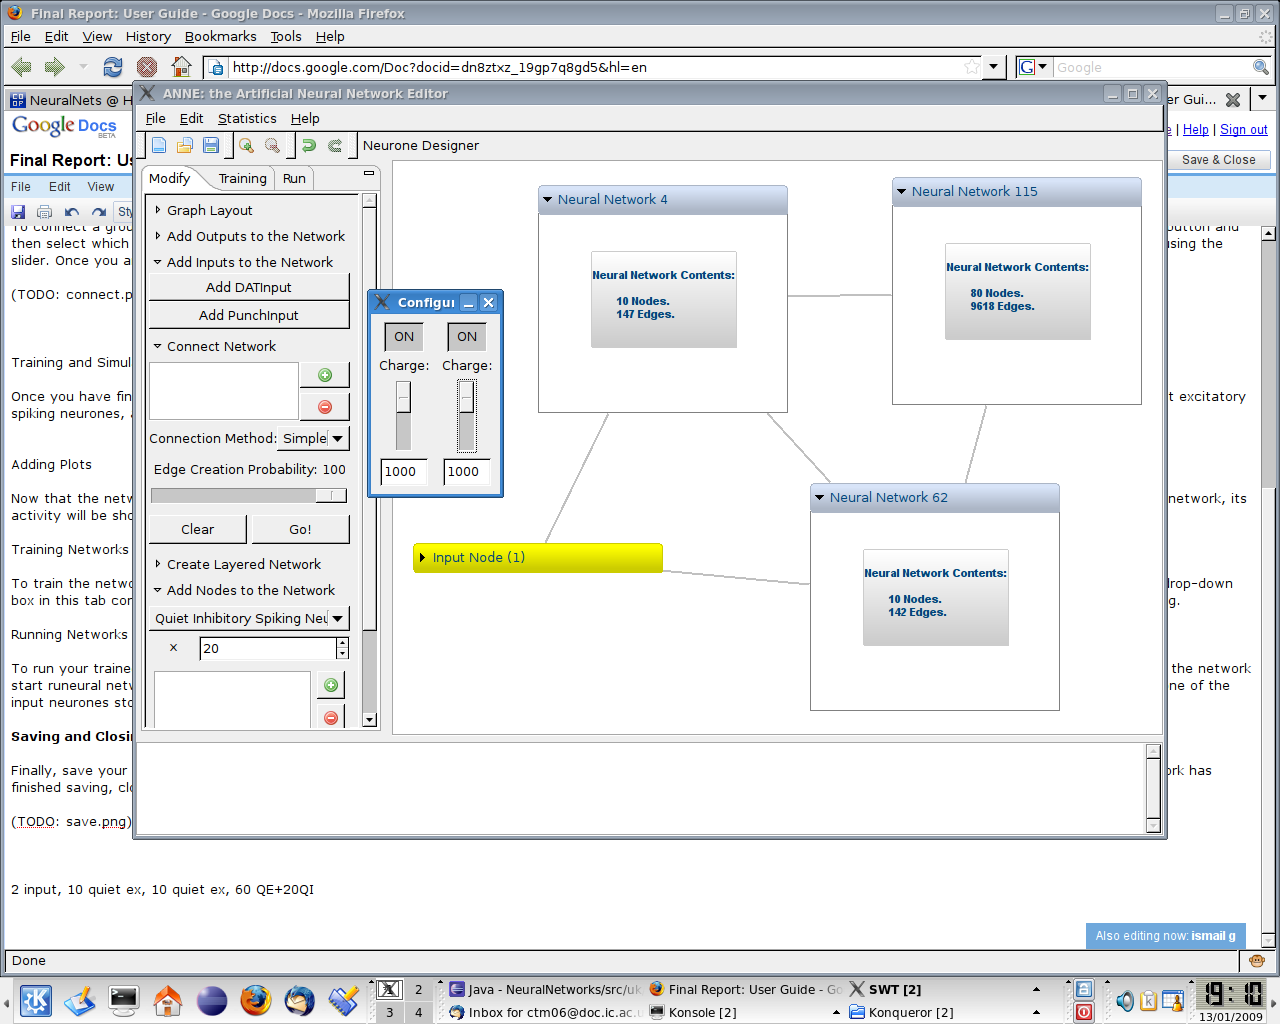 Final Report: User Guide - Google Docs - Mozilla Firefox
File Edit View History Bookmarks Tools Help
http://docs.google.com/Doc?docid=dn8ztxz_19gp7q8gd5&hl=en
Google
NeuralNets @ H
er Gui...
Google Docs
BETA
Help | Sign out
Final Report: Us
Save & Close
File Edit View
To connect a grou
button and
then select which
sing the
slider. Once you a
(TODO: connect.p
Training and Simul
Once you have fin
t excitatory
spiking neurones,
Adding Plots
Now that the netw
network, its
activity will be sho
Training Networks
To train the netwo
drop-down
box in this tab con
g.
Running Networks
To run your traine
the network
start runeural netw
ne of the
input neurones sto
Saving and Closin
Finally, save your
rk has
finished saving, clo
(TODO: save.png)
2 input, 10 quiet ex, 10 quiet ex, 60 QE+20QI
Also editing now: ismail g
Done
ANNE: the Artificial Neural Network Editor
File Edit Statistics Help
Neurone Designer
Modify Training Run
Graph Layout
Add Outputs to the Network
Add Inputs to the Network
Add DATInput
Add PunchInput
Connect Network
Connection Method: Simple
Edge Creation Probability: 100
Clear Go!
Create Layered Network
Add Nodes to the Network
Quiet Inhibitory Spiking Neu
x 20
Configu
ON ON
Charge: Charge:
1000 1000
Neural Network 4
Neural Network Contents:
10 Nodes.
147 Edges.
Neural Network 115
Neural Network Contents:
80 Nodes.
9618 Edges.
Input Node (1)
Neural Network 62
Neural Network Contents:
10 Nodes.
142 Edges.
1 2
3 4
Java - NeuralNetworks/src/uk
Final Report: User Guide - Go
SWT [2]
Inbox for ctm06@doc.ic.ac.u
Konsole [2]
Konqueror [2]
19:10
13/01/2009